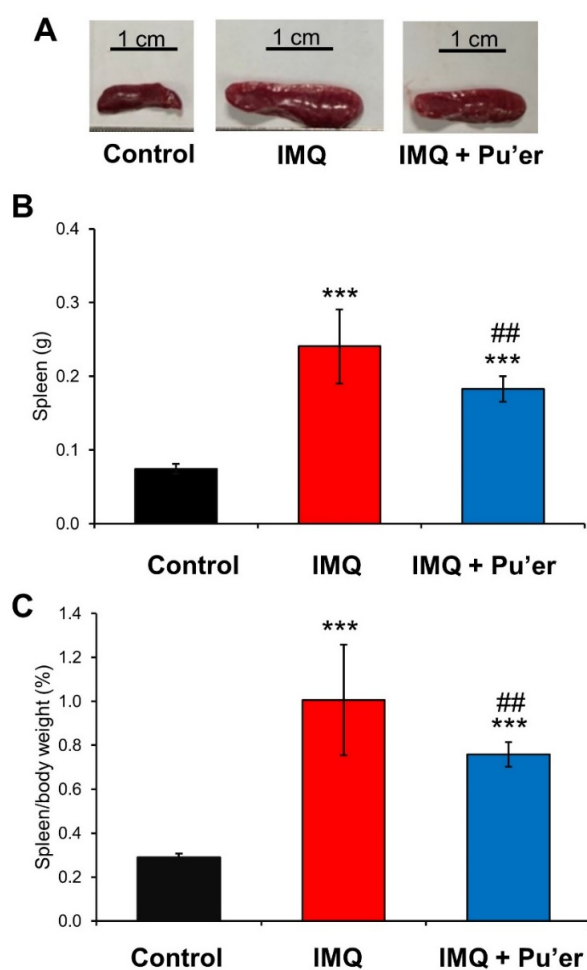 A
1 cm 1 cm 1 cm
Control IMQ IMQ + Pu'er
B
0.4
0.3
0.2
0.1
0.0
Spleen (g)
***
##
***
Control IMQ IMQ + Pu'er
C
1.4
1.2
1.0
0.8
0.6
0.4
0.2
0.0
Spleen/body weight (%)
***
##
***
Control IMQ IMQ + Pu'er